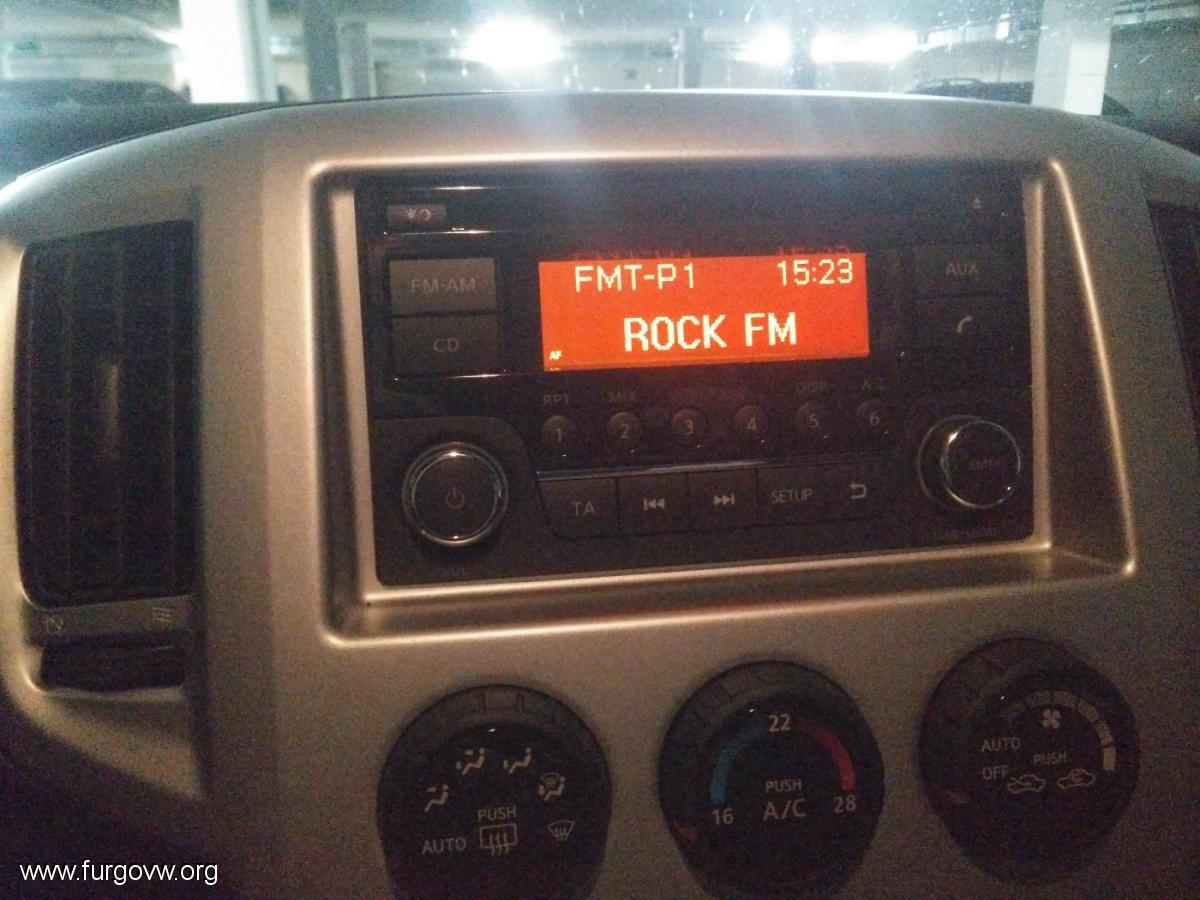 FM·AM
CD
FMT-P1 15:23
ROCK FM
AF
AUX
RPT MIX DISP A-Z
1 2 3 4 5 6
TA SETUP
22
16 28
PUSH
A/C
PUSH
AUTO
AUTO
OFF PUSH
www.furgovw.org